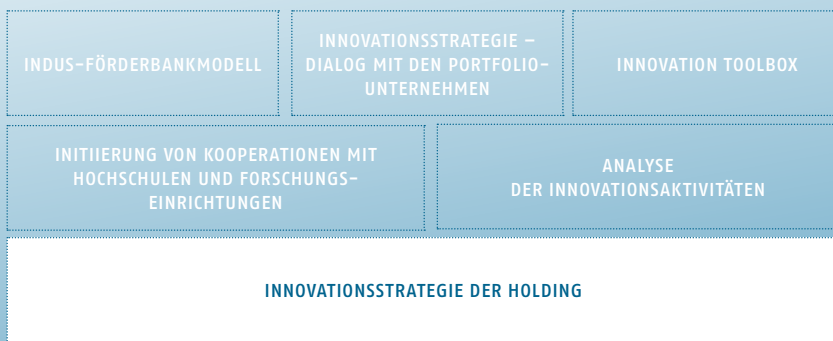 INDUS–FÖRDERBANKMODELL
INNOVATIONSSTRATEGIE –
DIALOG MIT DEN PORTFOLIO–
UNTERNEHMEN
INNOVATION TOOLBOX
INITIIERUNG VON KOOPERATIONEN MIT
HOCHSCHULEN UND FORSCHUNGS–
EINRICHTUNGEN
ANALYSE
DER INNOVATIONSAKTIVITÄTEN
INNOVATIONSSTRATEGIE DER HOLDING